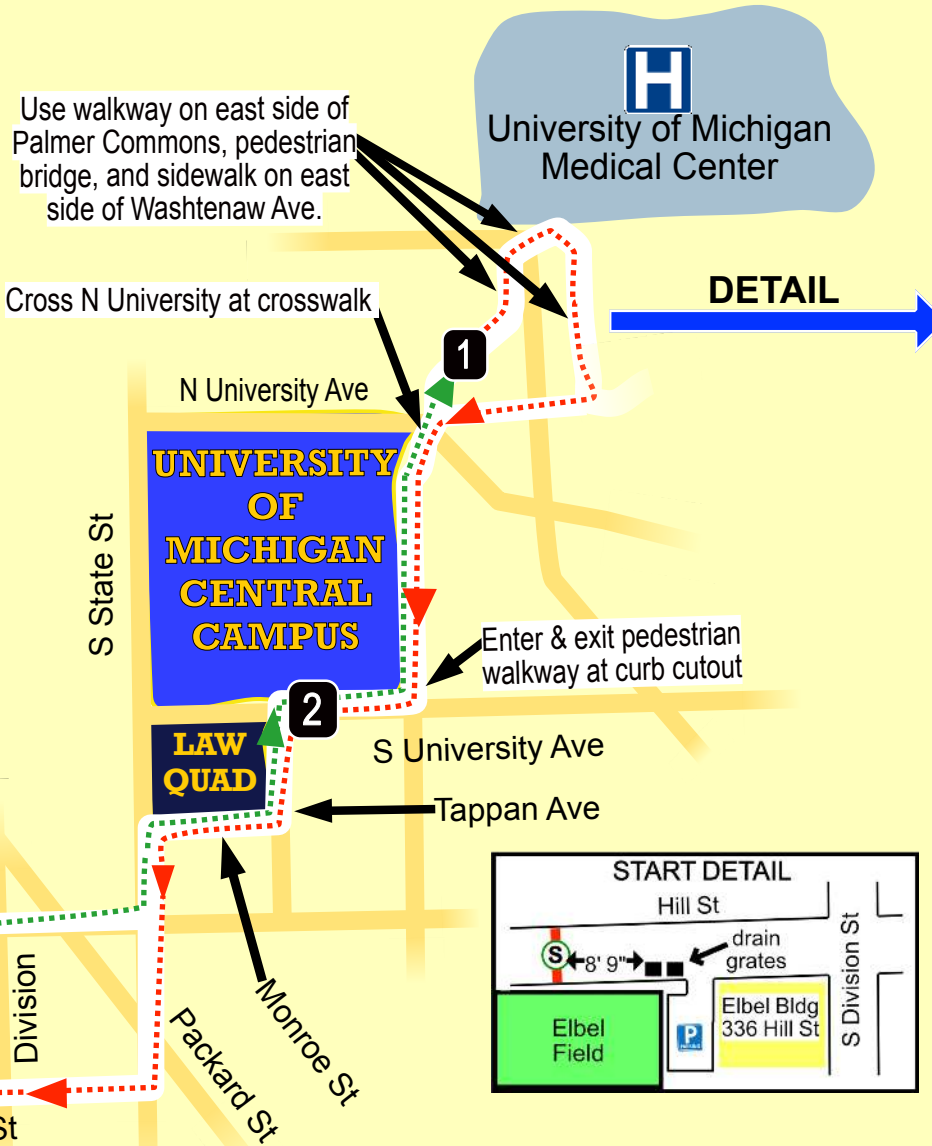 H
University of Michigan
Medical Center
Use walkway on east side of
Palmer Commons, pedestrian
bridge, and sidewalk on east
side of Washtenaw Ave.
Cross N University at crosswalk
DETAIL
1
N University Ave
UNIVERSITY
OF
MICHIGAN
CENTRAL
CAMPUS
S State St
Enter & exit pedestrian
walkway at curb cutout
2
LAW
QUAD
S University Ave
Tappan Ave
Division
Packard St
Monroe St
St
START DETAIL
Hill St
S
8' 9"
drain
grates
S Division St
Elbel
Field
P
Elbel Bldg
336 Hill St